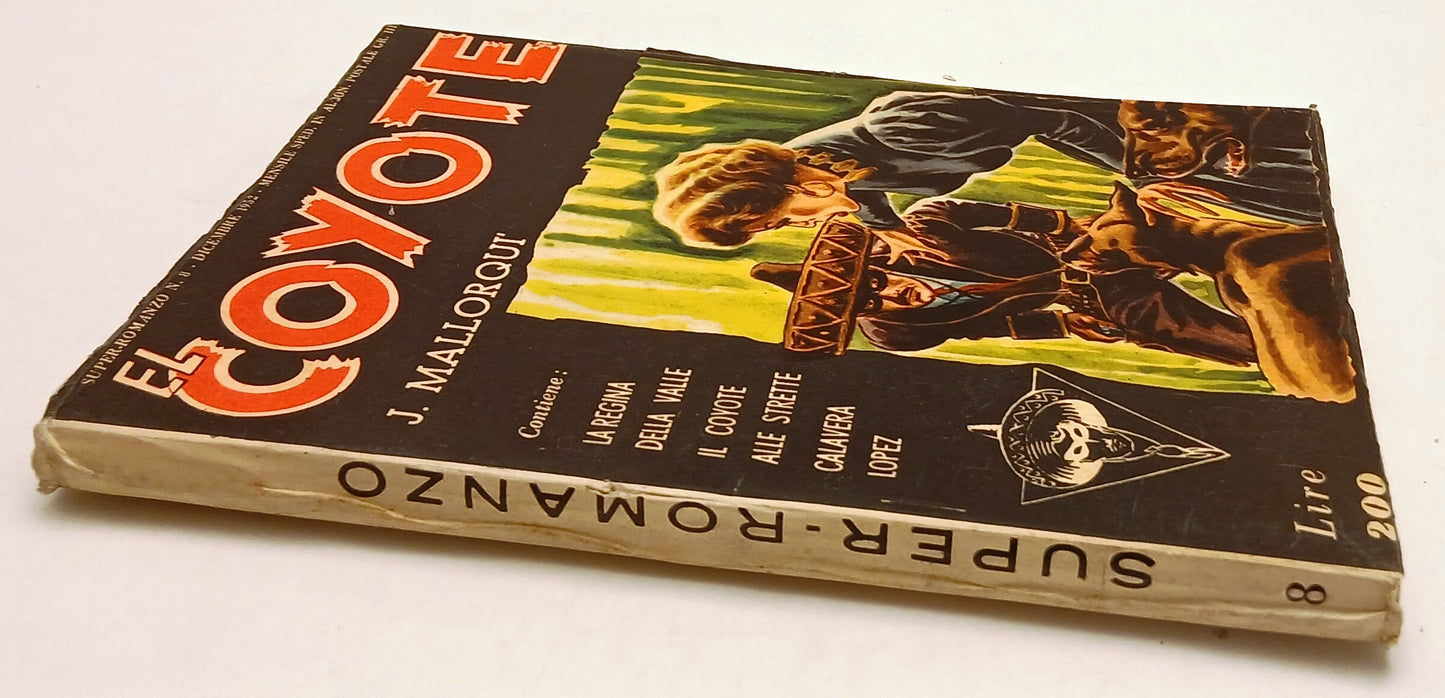 SUPER-ROMANZO N. 8 - DICEMBRE 1952 - MENSILE SPED. IN ABBON. POSTALE GR. III
EL
COYOTE
J. MALLORQUI'
Contiene:
LA REGINA
DELLA VALLE
IL COYOTE
ALLE STRETTE
CALAVERA
LOPEZ
Lire
200
SUPER-ROMANZO
8